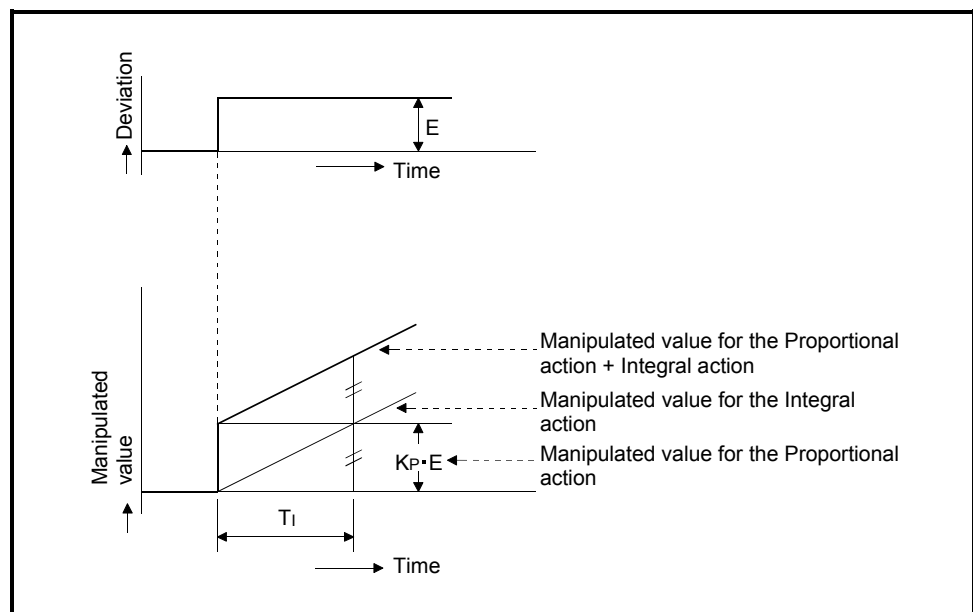 Deviation
E
Time
Manipulated
value
Manipulated value for the Proportional
action + Integral action
Manipulated value for the Integral
action
KP·E
Manipulated value for the Proportional
action
TI
Time